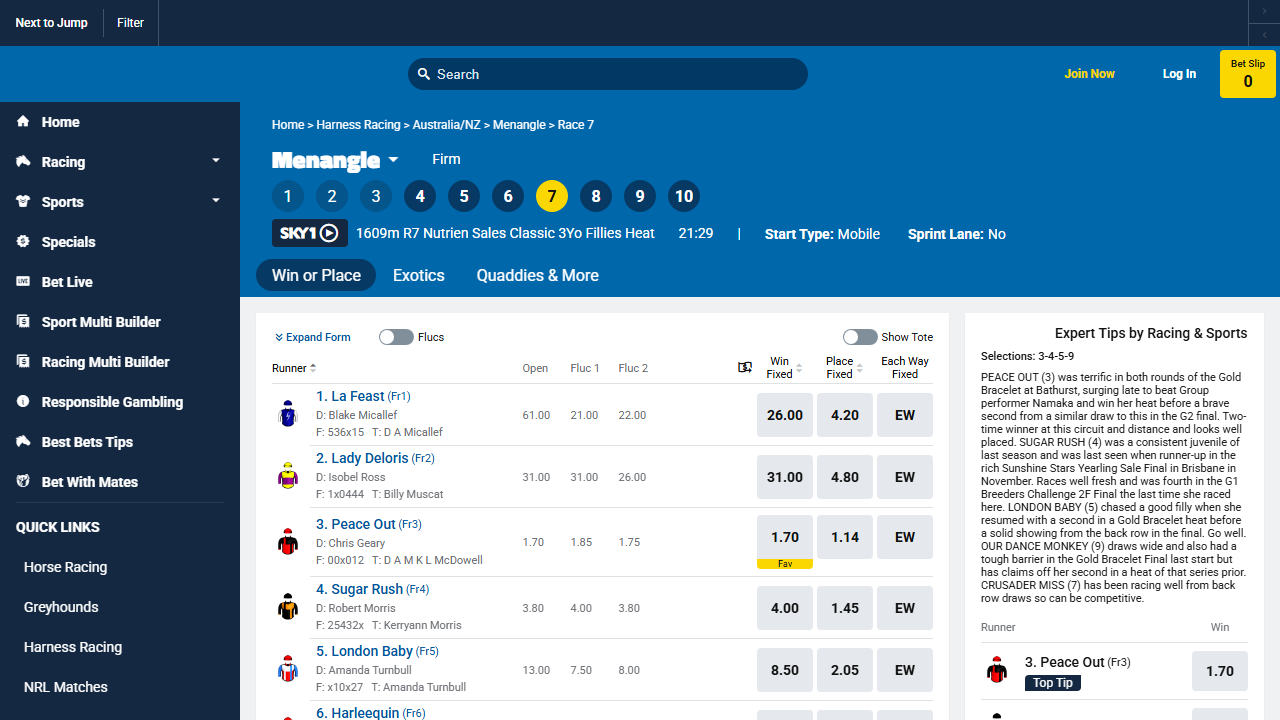 Next to Jump
Filter
Search
Join Now
Log In
Bet Slip
0
Home
Racing
Sports
Specials
LIVE Bet Live
Sport Multi Builder
Racing Multi Builder
Responsible Gambling
Best Bets Tips
Bet With Mates
QUICK LINKS
Horse Racing
Greyhounds
Harness Racing
NRL Matches
Home > Harness Racing > Australia/NZ > Menangle > Race 7
Menangle Firm
1 2 3 4 5 6 7 8 9 10
SKY1 1609m R7 Nutrien Sales Classic 3Yo Fillies Heat 21:29 | Start Type: Mobile Sprint Lane: No
Win or Place Exotics Quaddies & More
Expand Form Flucs Show Tote
Runner Open Fluc 1 Fluc 2 Win Fixed Place Fixed Each Way Fixed
1. La Feast (Fr1)
D: Blake Micallef 61.00 21.00 22.00 26.00 4.20 EW
F: 536x15 T: D A Micallef
2. Lady Deloris (Fr2)
D: Isobel Ross 31.00 31.00 26.00 31.00 4.80 EW
F: 1x0444 T: Billy Muscat
3. Peace Out (Fr3)
D: Chris Geary 1.70 1.85 1.75 1.70 1.14 EW
F: 00x012 T: D A M K L McDowell
Fav
4. Sugar Rush (Fr4)
D: Robert Morris 3.80 4.00 3.80 4.00 1.45 EW
F: 25432x T: Kerryann Morris
5. London Baby (Fr5)
D: Amanda Turnbull 13.00 7.50 8.00 8.50 2.05 EW
F: x10x27 T: Amanda Turnbull
6. Harleequin (Fr6)
Expert Tips by Racing & Sports
Selections: 3-4-5-9
PEACE OUT (3) was terrific in both rounds of the Gold
Bracelet at Bathurst, surging late to beat Group
performer Namaka and win her heat before a brave
second from a similar draw to this in the G2 final. Two-
time winner at this circuit and distance and looks well
placed. SUGAR RUSH (4) was a consistent juvenile of
last season and was last seen when runner-up in the
rich Sunshine Stars Yearling Sale Final in Brisbane in
November. Races well fresh and was fourth in the G1
Breeders Challenge 2F Final the last time she raced
here. LONDON BABY (5) chased a good filly when she
resumed with a second in a Gold Bracelet heat before
a solid showing from the back row in the final. Go well.
OUR DANCE MONKEY (9) draws wide and also had a
tough barrier in the Gold Bracelet Final last start but
has claims off her second in a heat of that series prior.
CRUSADER MISS (7) has been racing well from back
row draws so can be competitive.
Runner Win
3. Peace Out (Fr3) 1.70
Top Tip